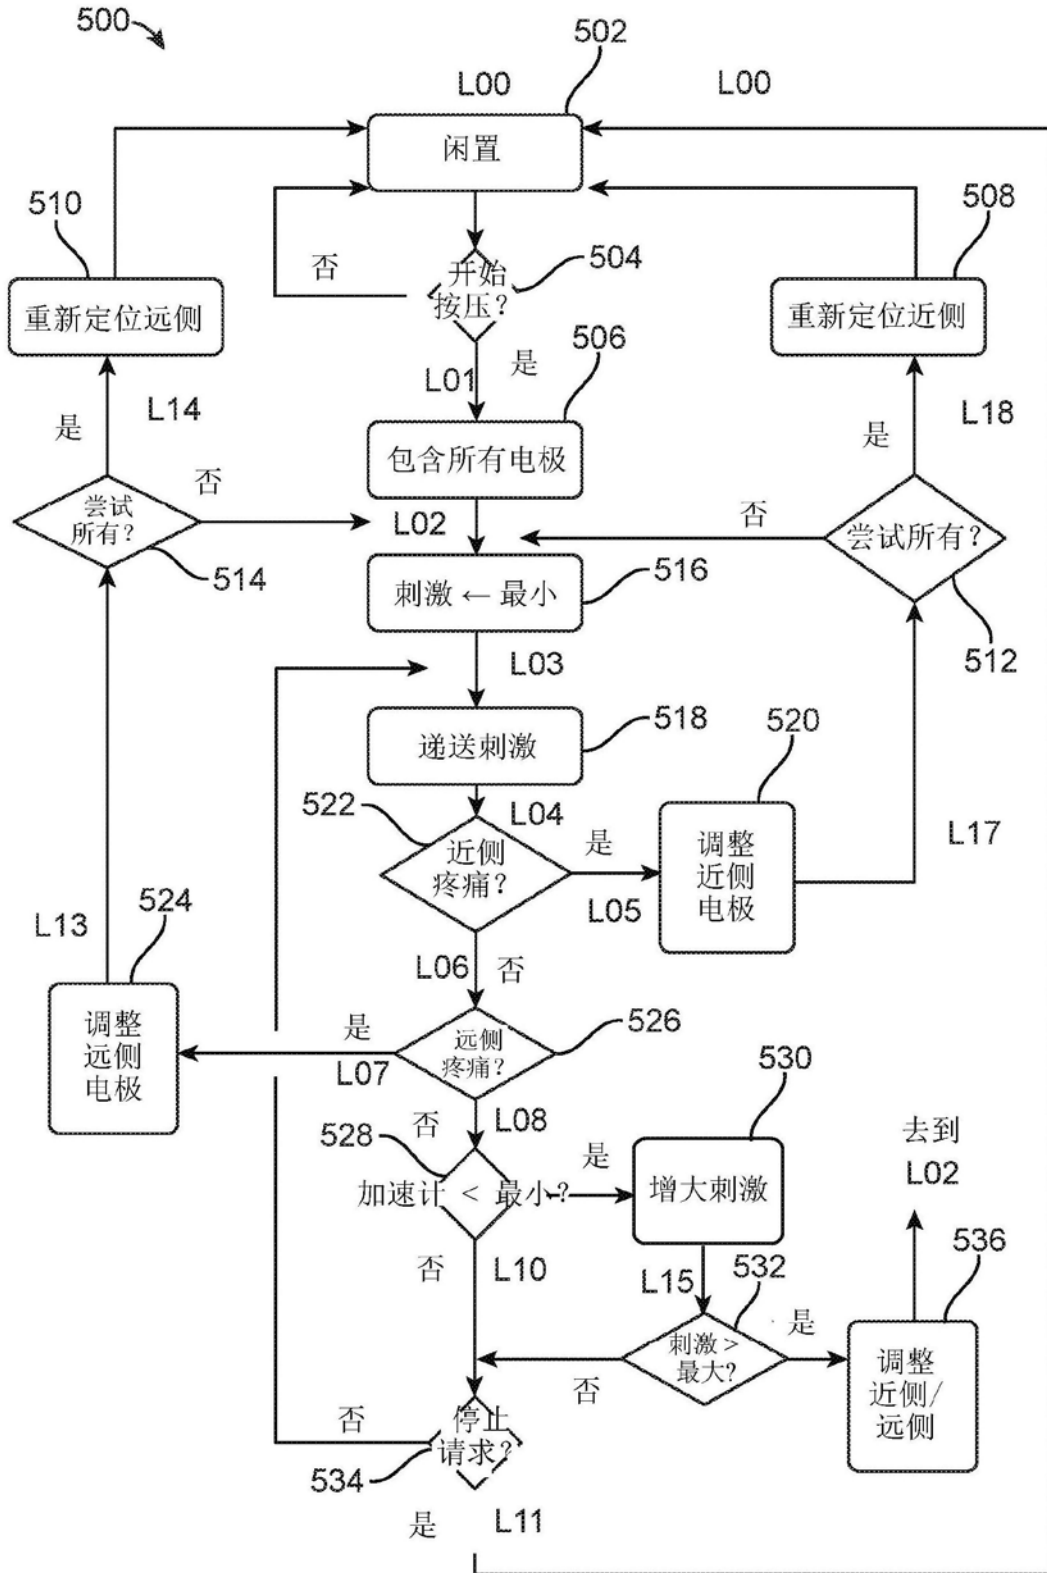 500
502
L00
L00
闲置
510
508
否
开始
按压?
504
重新定位远侧
重新定位近侧
是
506
L01
L14
L18
是
是
包含所有电极
否
L02
否
尝试
所有?
尝试所有?
514
刺激 ← 最小
516
512
L03
递送刺激
518
520
522
L04
近侧
疼痛?
是
调整
近侧
电极
L17
L05
524
L13
L06
否
调整
远侧
电极
是
远侧
疼痛?
526
L07
530
否
L08
528
去到
L02
加速计 < 最小?
是
增大刺激
536
否
L10
L15
532
刺激 >
最大?
是
调整
近侧/
远侧
否
否
停止
请求?
534
是
L11